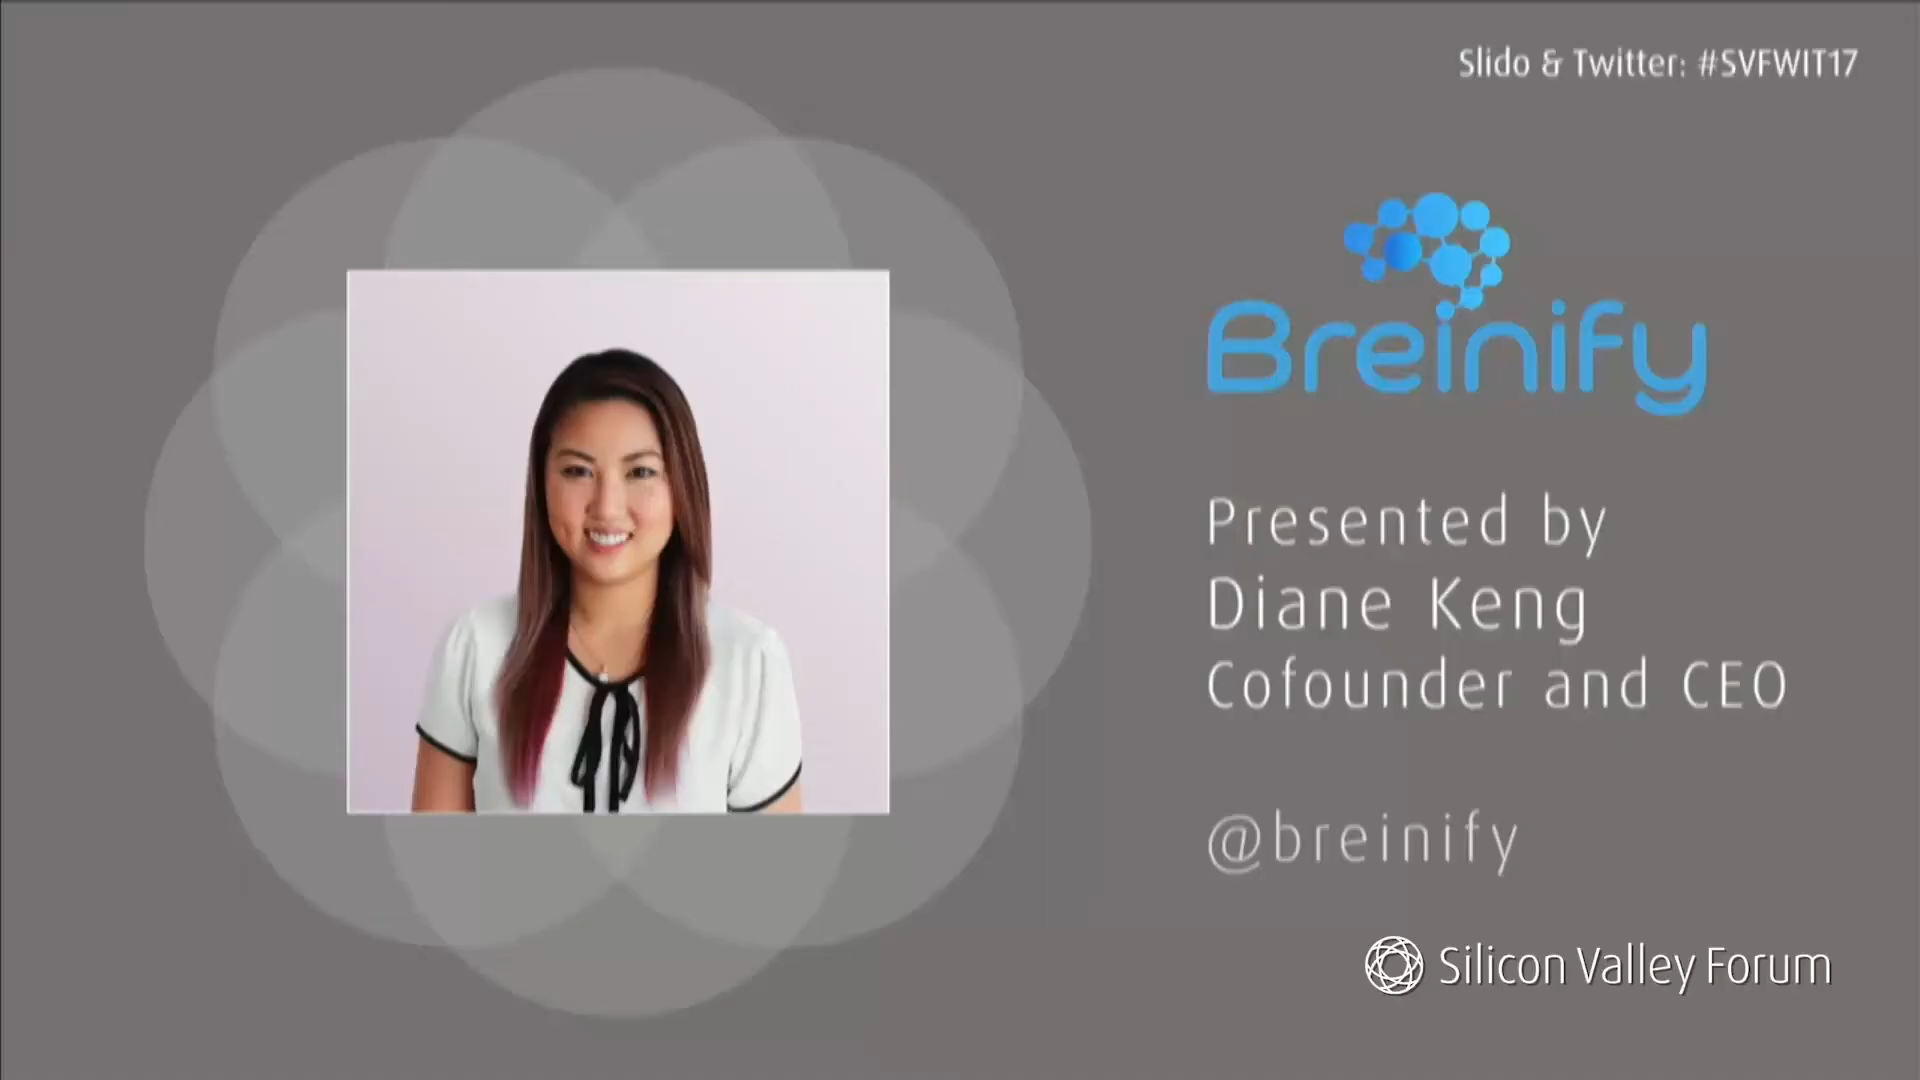 Slido & Twitter: #SVFWIT17
Breinify
Presented by
Diane Keng
Cofounder and CEO
@breinify
Silicon Valley Forum